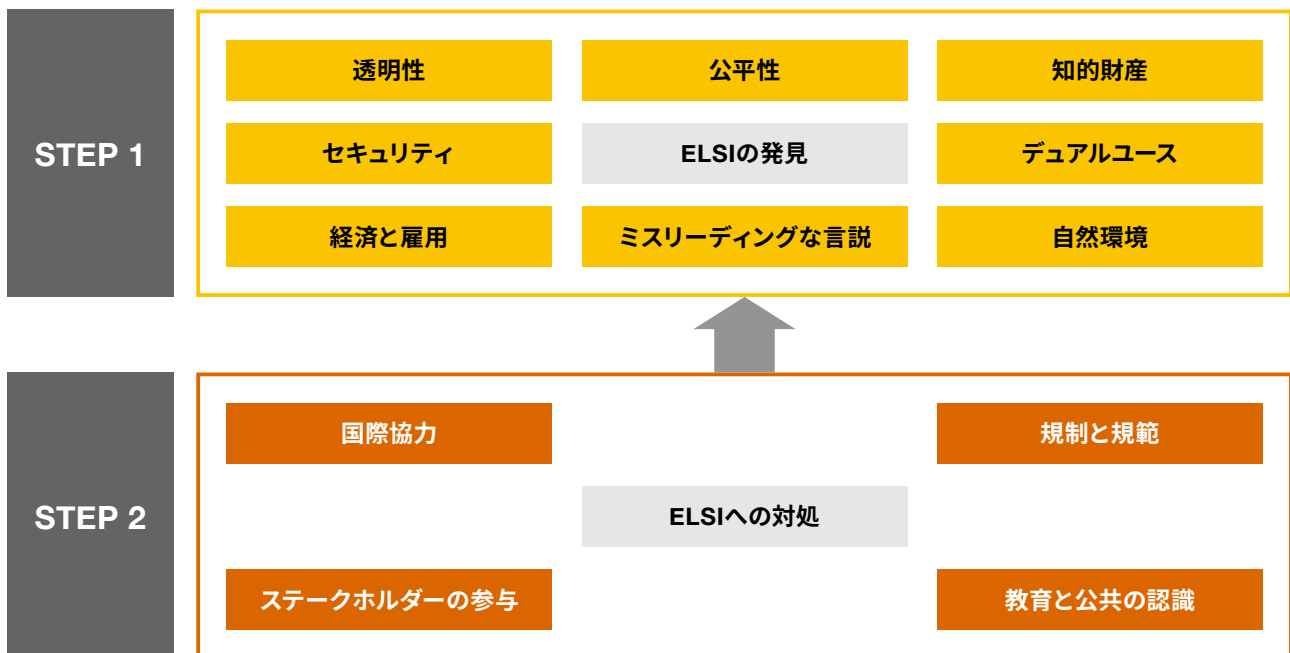 STEP 1
透明性
公平性
知的財産
セキュリティ
ELSIの発見
デュアルユース
経済と雇用
ミスリーディングな言説
自然環境
STEP 2
国際協力
規制と規範
ELSIへの対処
ステークホルダーの参与
教育と公共の認識